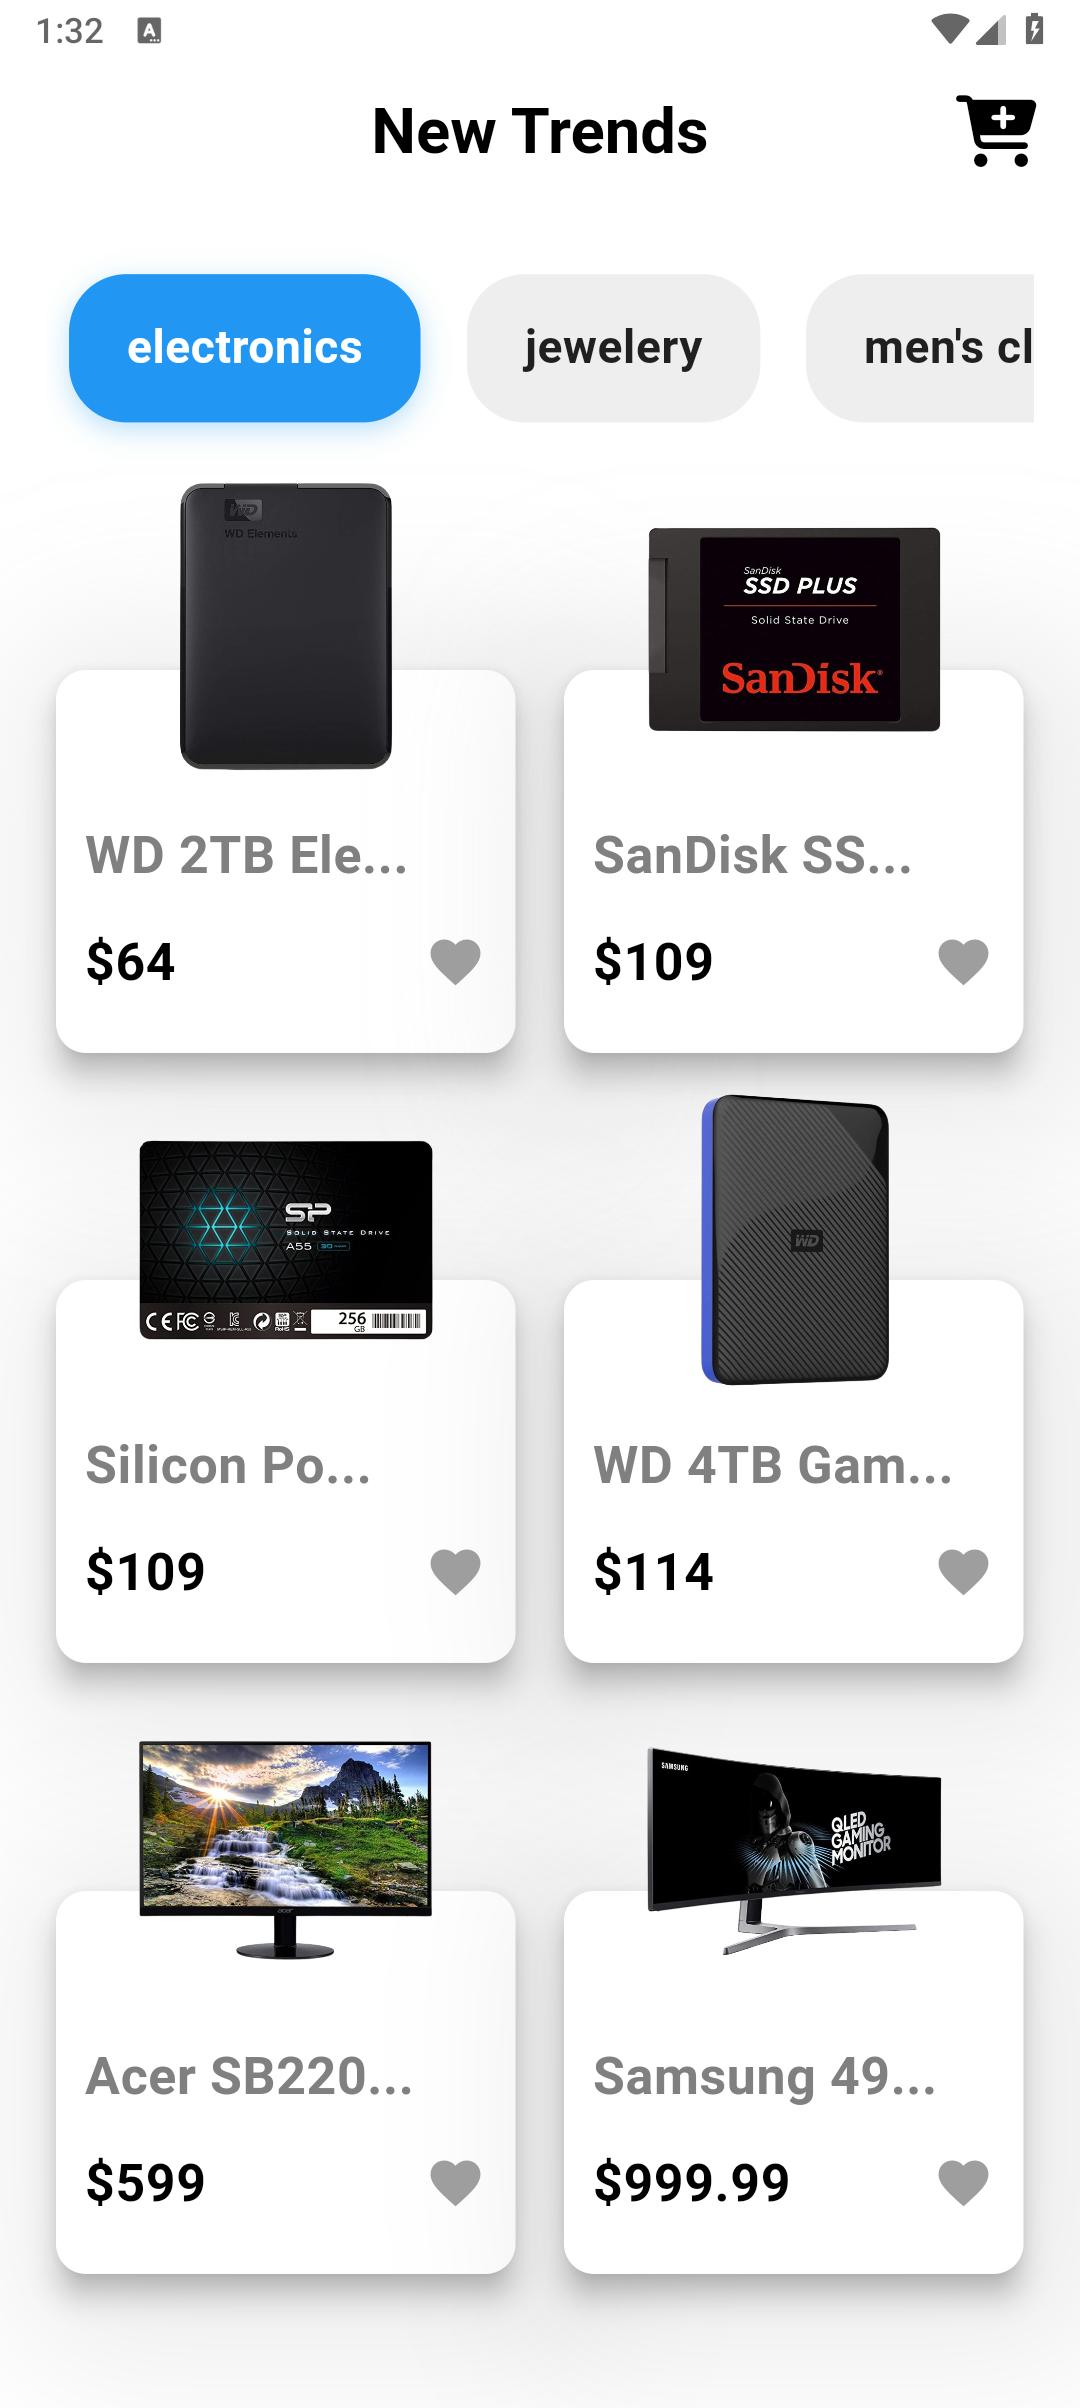 1:32
New Trends
electronics
jewelery
men's cl
WD
WD Elements
SanDisk
SSD PLUS
Solid State Drive
SanDisk
WD 2TB Ele...
SanDisk SS...
$64
$109
SP
SOLID STATE DRIVE
A55
256
GB
WD
Silicon Po...
WD 4TB Gam...
$109
$114
acer
SAMSUNG
QLED
GAMING
MONITOR
Acer SB220...
Samsung 49...
$599
$999.99